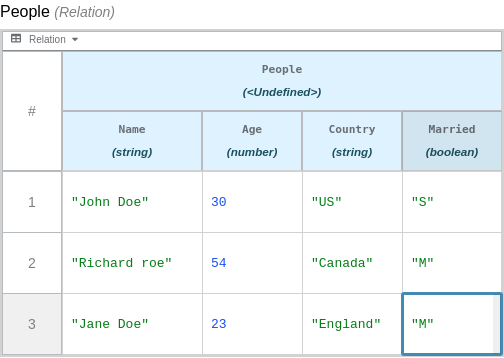 People (Relation)
Relation
#
People
(<Undefined>)
Name
(string)
Age
(number)
Country
(string)
Married
(boolean)
1 "John Doe" 30 "US" "S"
2 "Richard roe" 54 "Canada" "M"
3 "Jane Doe" 23 "England" "M"